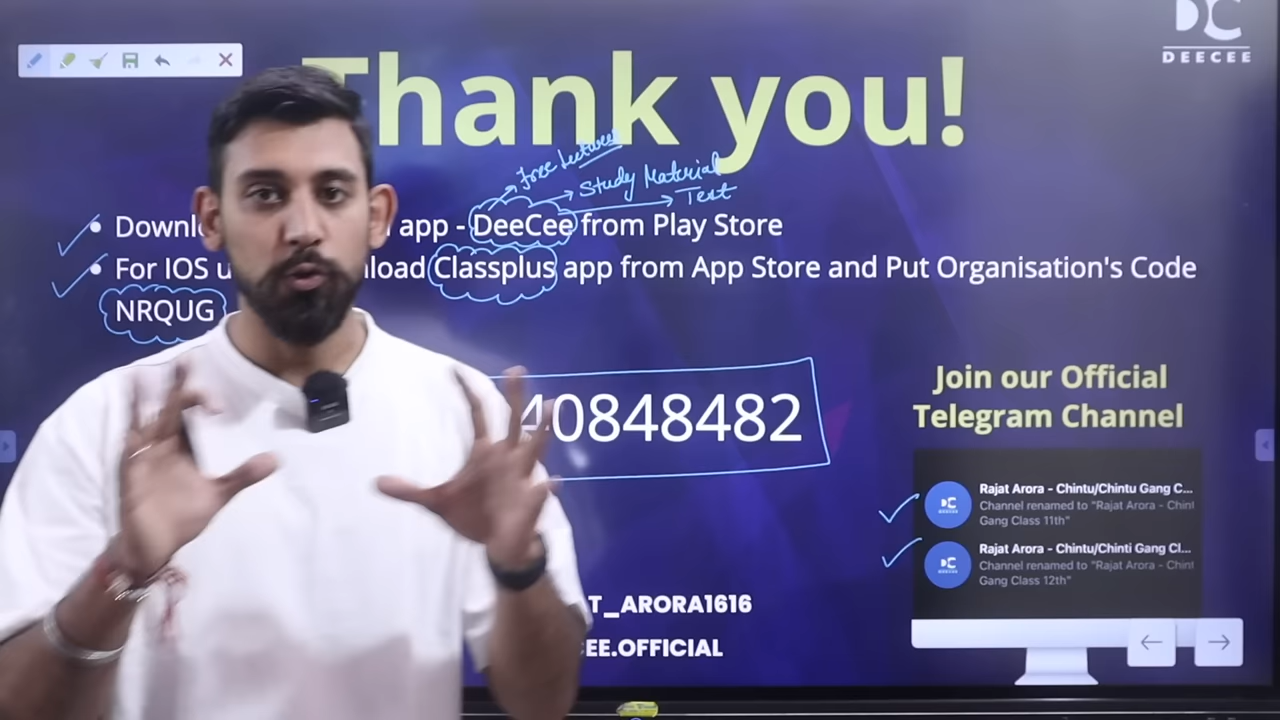 DC
DEECEE
Thank you!
Free Lectures
Study Material
Test
app - DeeCee from Play Store
For IOS Classplus app from App Store and Put Organisation's Code
NRQUG
40848482
Join our Official
Telegram Channel
Rajat Arora - Chintu/Chintu Gang C...
Channel renamed to "Rajat Arora - Chint
Gang Class 11th"
Rajat Arora - Chintu/Chinti Gang Cl...
Channel renamed to "Rajat Arora - Chint
Gang Class 12th"
T_ARORA1616
EE.OFFICIAL